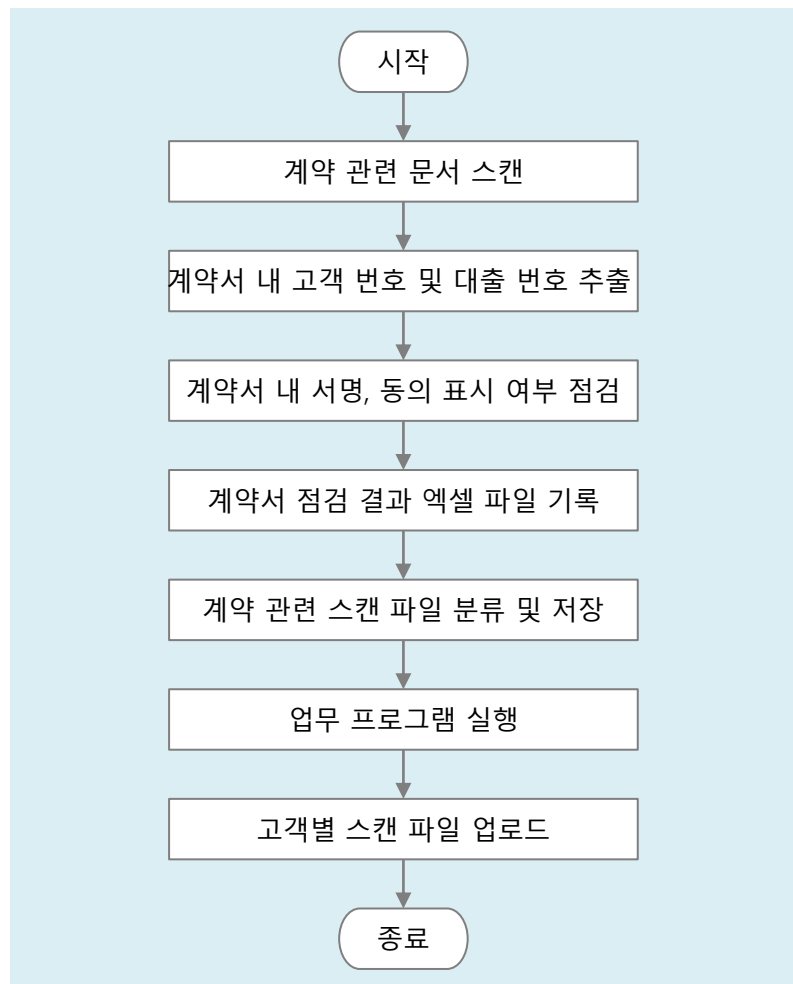 시작
계약 관련 문서 스캔
계약서 내 고객 번호 및 대출 번호 추출
계약서 내 서명, 동의 표시 여부 점검
계약서 점검 결과 엑셀 파일 기록
계약 관련 스캔 파일 분류 및 저장
업무 프로그램 실행
고객별 스캔 파일 업로드
종료